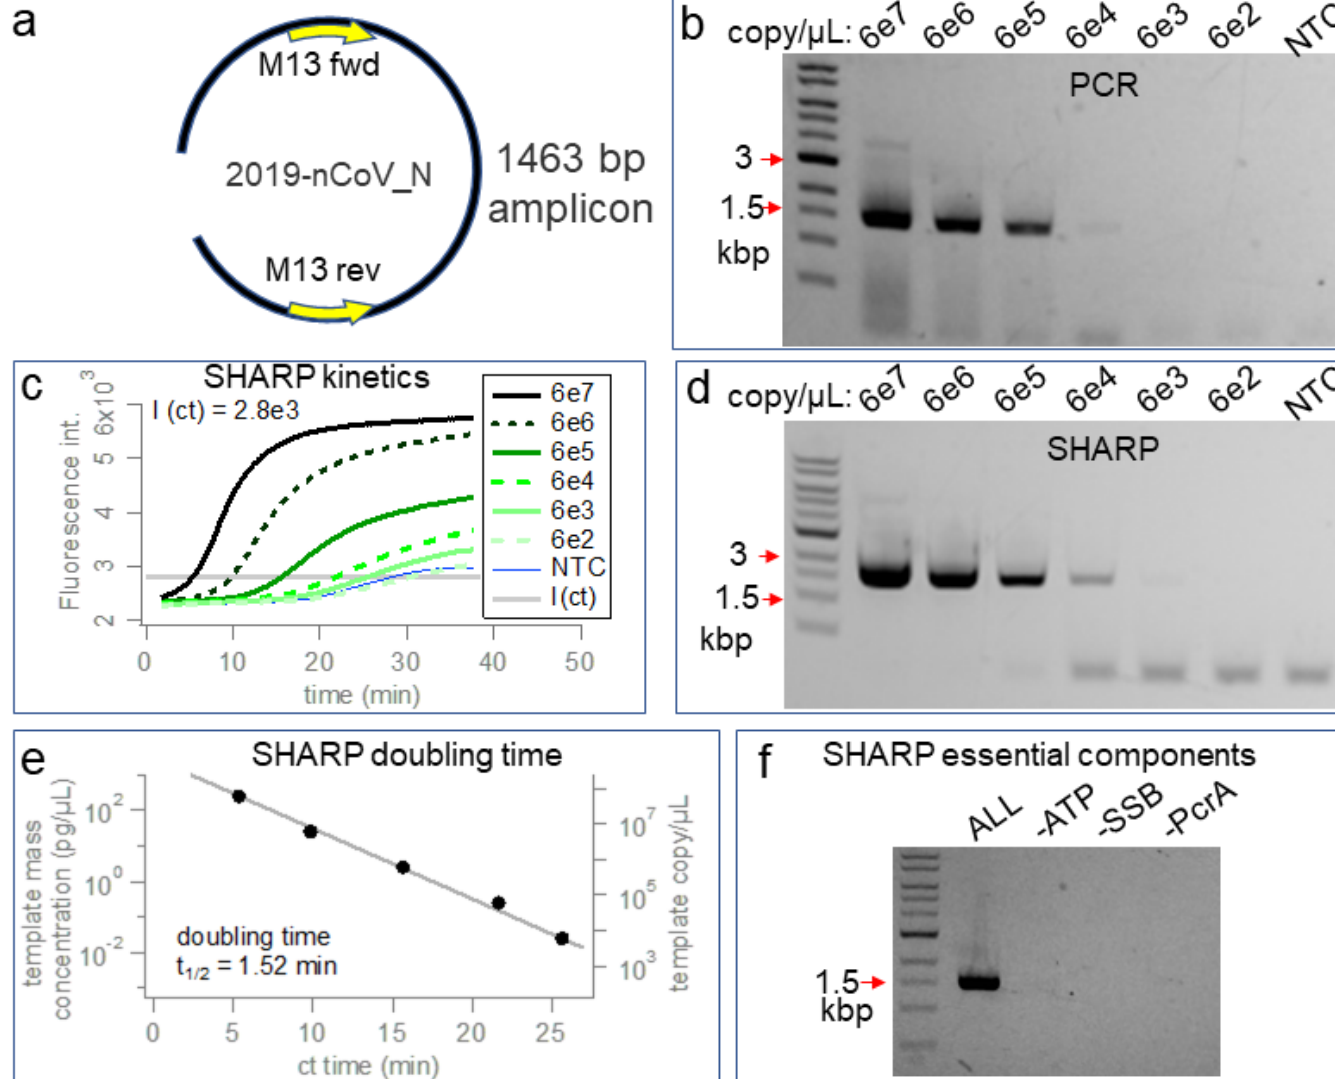 a
M13 fwd
2019-nCoV_N
M13 rev
1463 bp
amplicon
b
copy/µL: 6e7 6e6 6e5 6e4 6e3 6e2 NTC
PCR
3
1.5
kbp
c
SHARP kinetics
I (ct) = 2.8e3
Fluorescence int.
6x10³
5
4
3
2
0 10 20 30 40 50
time (min)
6e7
6e6
6e5
6e4
6e3
6e2
NTC
I(ct)
d
copy/µL: 6e7 6e6 6e5 6e4 6e3 6e2 NTC
SHARP
3
1.5
kbp
e
SHARP doubling time
template mass
concentration (pg/µL)
10²
10⁰
10⁻²
template copy/µL
10⁷
10⁵
10³
doubling time
t1/2 = 1.52 min
0 5 10 15 20 25
ct time (min)
f
SHARP essential components
ALL -ATP -SSB -PcrA
1.5
kbp